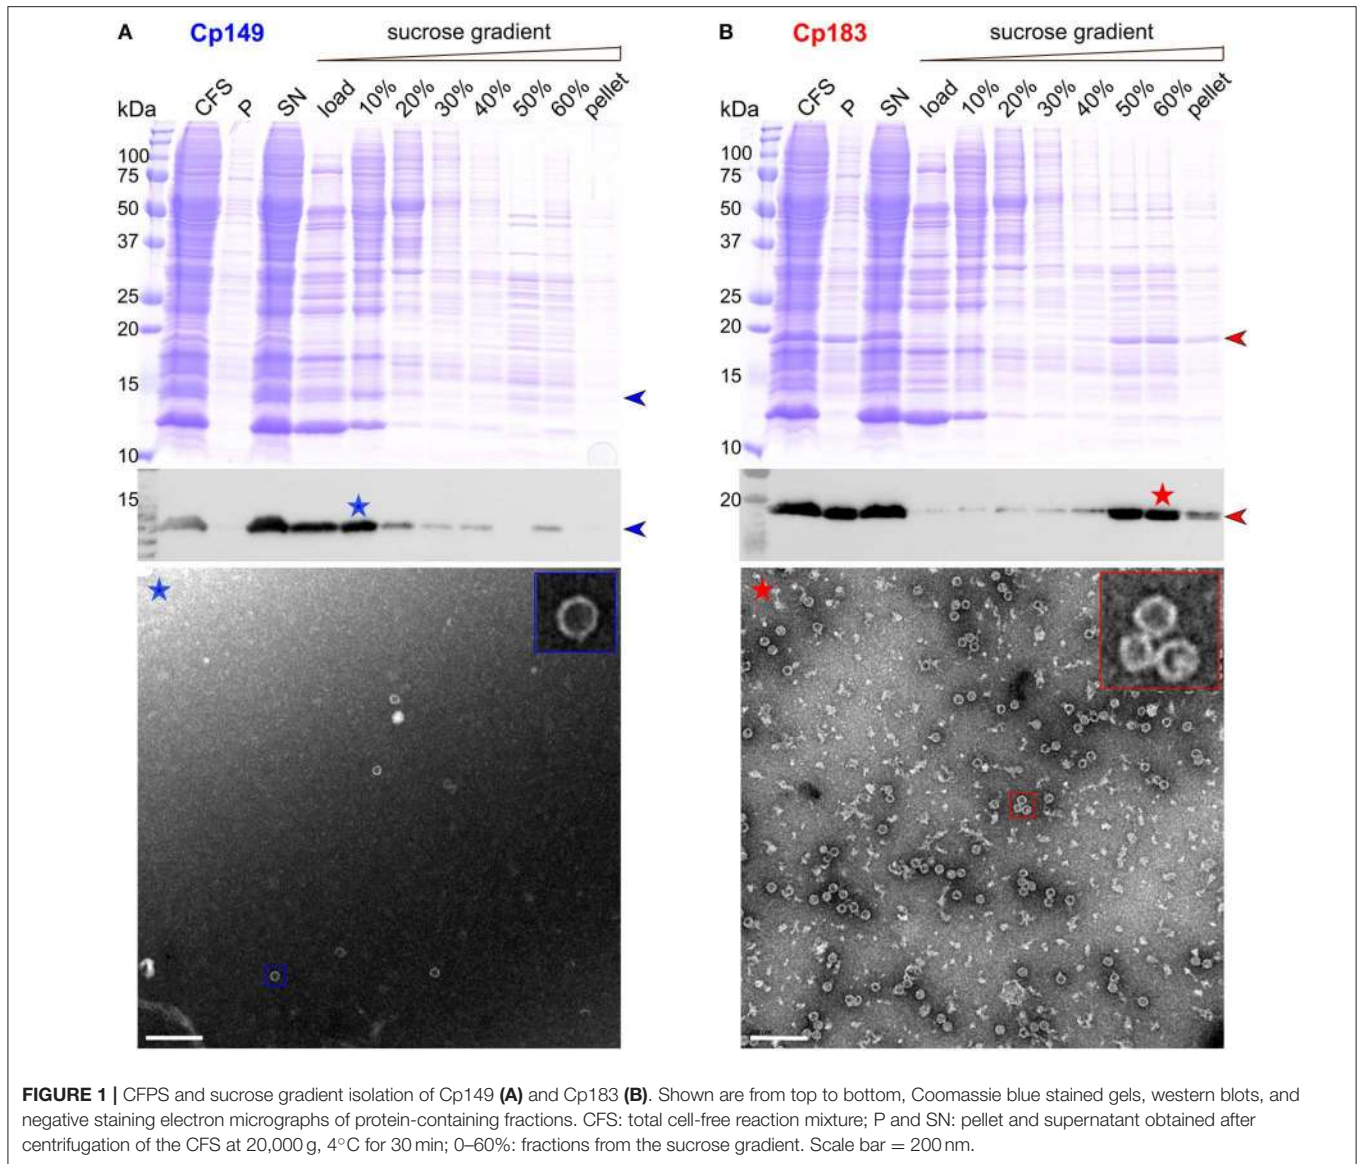 A Cp149 sucrose gradient
kDa CFS P SN load 10% 20% 30% 40% 50% 60% pellet
100
75
50
37
25
20
15
10
15
B Cp183 sucrose gradient
kDa CFS P SN load 10% 20% 30% 40% 50% 60% pellet
100
75
50
37
25
20
15
10
20
FIGURE 1 | CFPS and sucrose gradient isolation of Cp149 (A) and Cp183 (B). Shown are from top to bottom, Coomassie blue stained gels, western blots, and
negative staining electron micrographs of protein-containing fractions. CFS: total cell-free reaction mixture; P and SN: pellet and supernatant obtained after
centrifugation of the CFS at 20,000 g, 4°C for 30 min; 0–60%: fractions from the sucrose gradient. Scale bar = 200 nm.